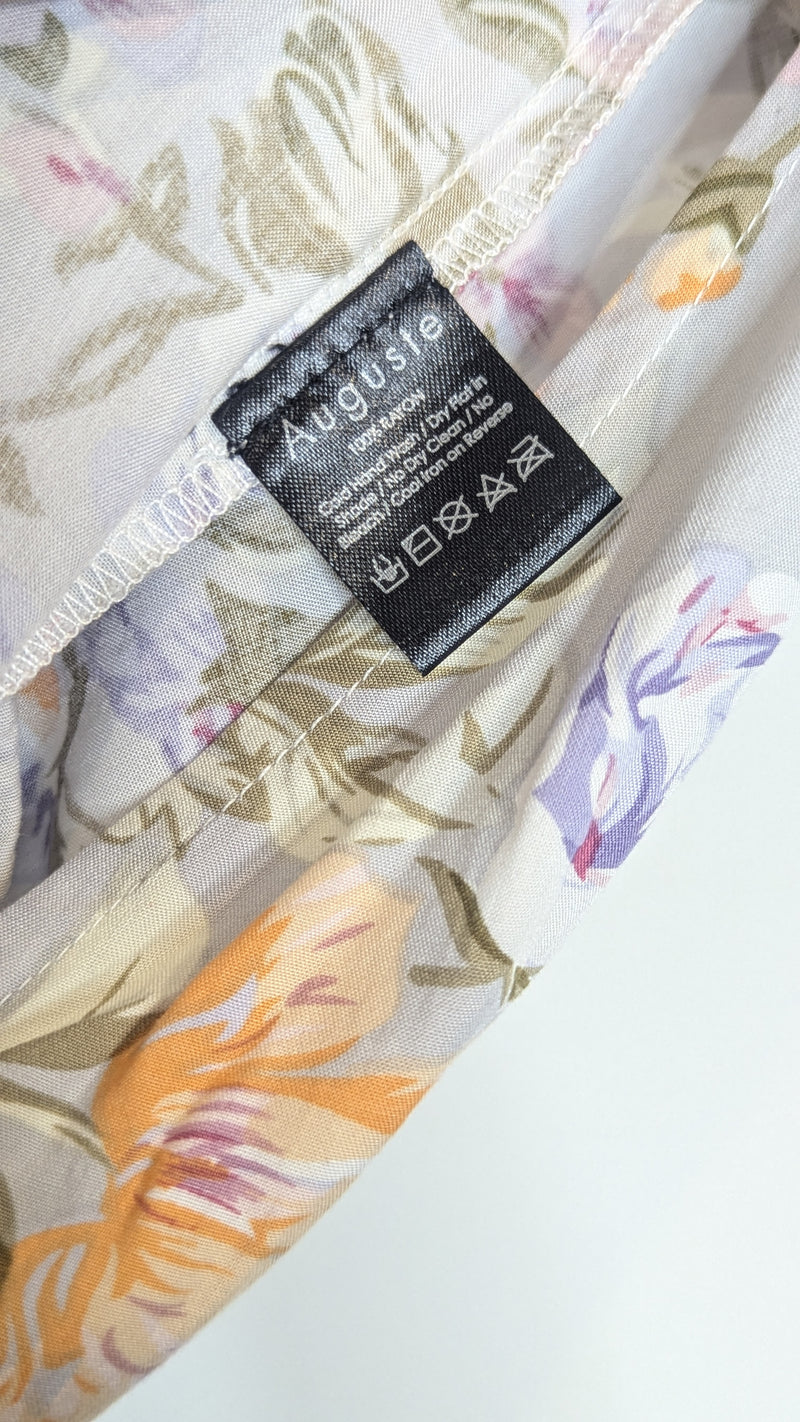 Auguste
100% RAYON
Cold Hand Wash / Dry Flat in
Shade / No Dry Clean / No
Bleach / Cool Iron on Reverse